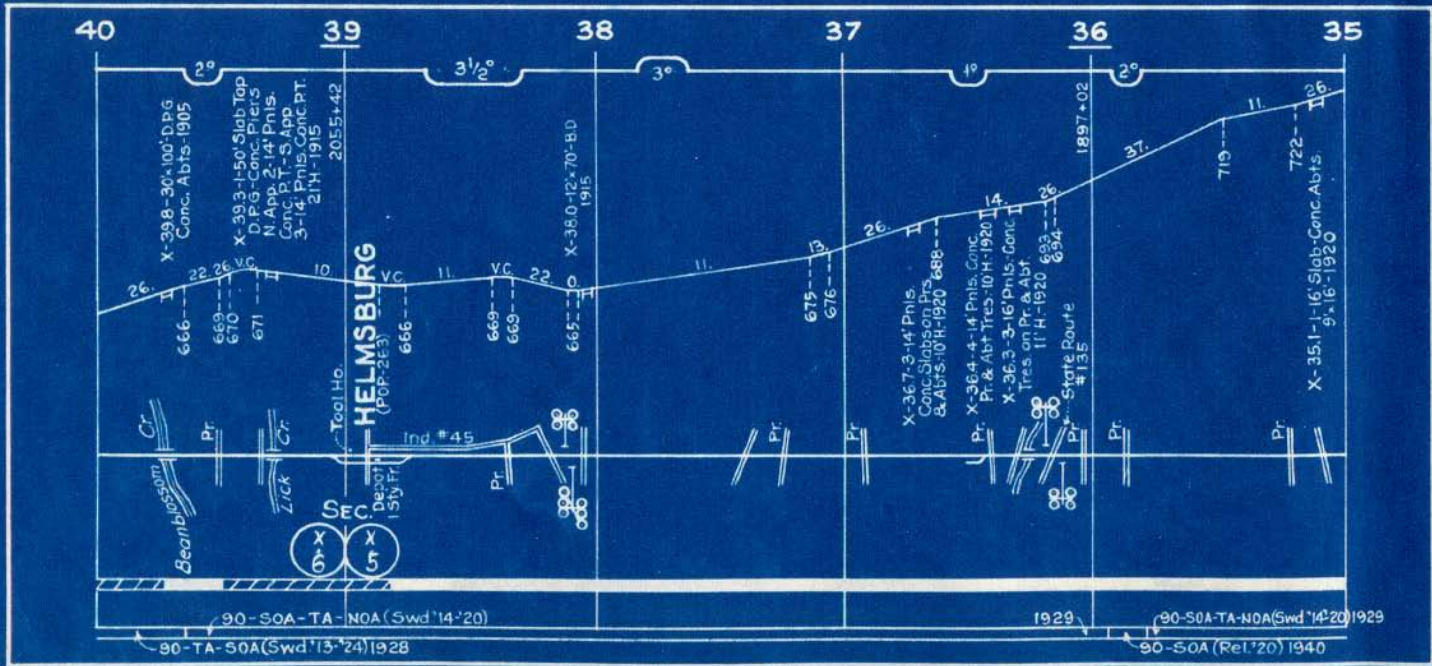 40 39 38 37 36 35
2° 3½° 3° 1° 2°
X-39.8-30'x100'-D.P.G
Conc. Abts-1905
X-39.3-1-50' Slab Top
D.P.G-Conc. Piers
N. App. 2-14' Pnls.
Conc. P.T.-S. App
3-14' Pnls. Conc. P.T.
21'H-1915
2055+42
X-38.0-12'x70'-B.D
1915
1897+02
26. 22. 26 V.C. 10 V.C. 11. V.C. 22. O. 11. 13. 26. 14. 26. 37. 11. 26.
666
669
670
671
666
669
669
665
675
676
688
693
694
719
722
X-36.7-3-14' Pnls.
Conc. Slabs on Prs.
& Abts.-10'H-1920
X-36.4-4-14 Pnls. Conc.
Pr. & Abt Tres.-10'H-1920
X-36.3-3-16' Pnls.-Conc
Tres. on Pr. & Abt
11'H-1920
State Route
#135
X-35.1-1-16' Slab-Conc. Abts.
9'x16'-1920
Tool Ho.
HELMSBURG
(POP-263)
Ind. #45
Cr.
Beanblossom
Pr.
Cr.
Lick
Depot
1 Sty. Fr.
Pr.
Pr.
Pr.
Pr.
Pr.
Pr.
Pr.
SEC.
X
6
X
5
90-SOA-TA-NOA (Swd '14-'20)
1929
90-SOA-TA-NOA (Swd '14-'20) 1929
90-TA-SOA (Swd. '13-'24) 1928
90-SOA (Rel. '20) 1940